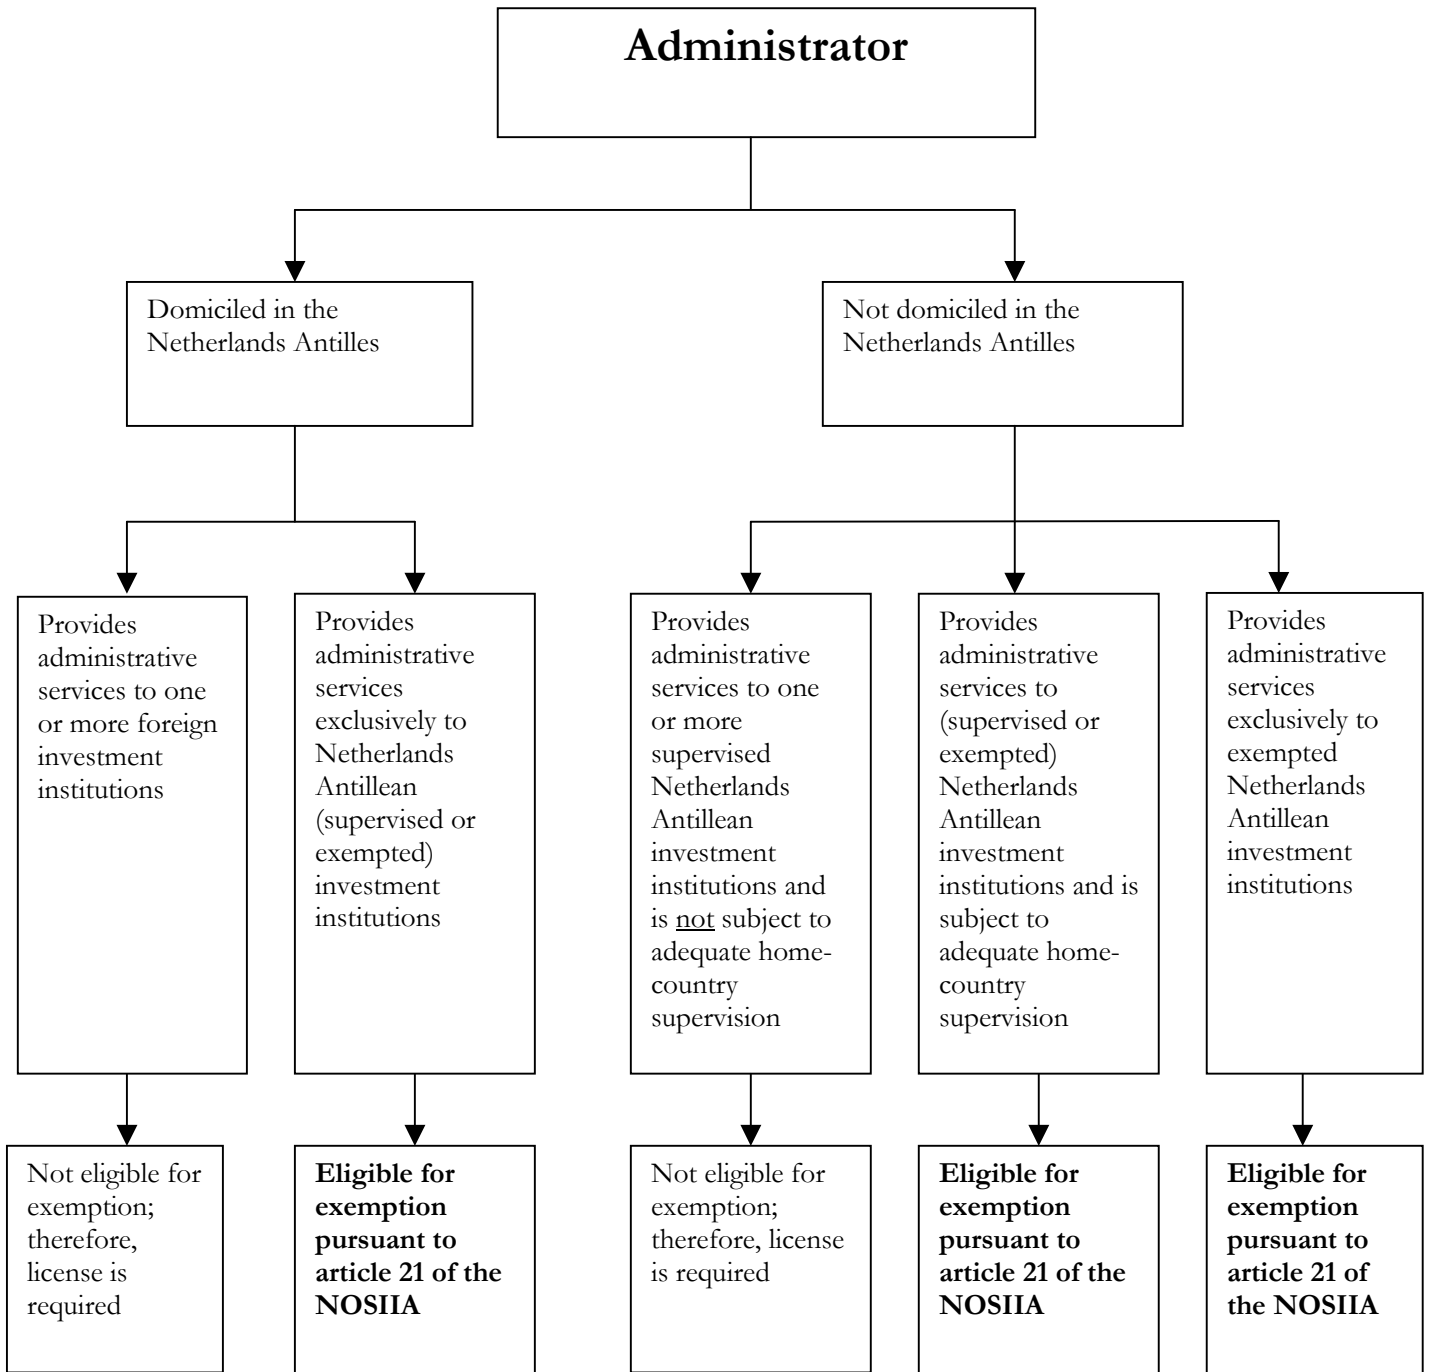 Administrator
Domiciled in the
Netherlands Antilles
Not domiciled in the
Netherlands Antilles
Provides
administrative
services to one
or more foreign
investment
institutions
Provides
administrative
services
exclusively to
Netherlands
Antillean
(supervised or
exempted)
investment
institutions
Provides
administrative
services to one
or more
supervised
Netherlands
Antillean
investment
institutions and
is not subject to
adequate home-
country
supervision
Provides
administrative
services to
(supervised or
exempted)
Netherlands
Antillean
investment
institutions and is
subject to
adequate home-
country
supervision
Provides
administrative
services
exclusively to
exempted
Netherlands
Antillean
investment
institutions
Not eligible for
exemption;
therefore,
license is
required
Eligible for
exemption
pursuant to
article 21 of the
NOSIIA
Not eligible for
exemption;
therefore, license
is required
Eligible for
exemption
pursuant to
article 21 of the
NOSIIA
Eligible for
exemption
pursuant to
article 21 of
the NOSIIA